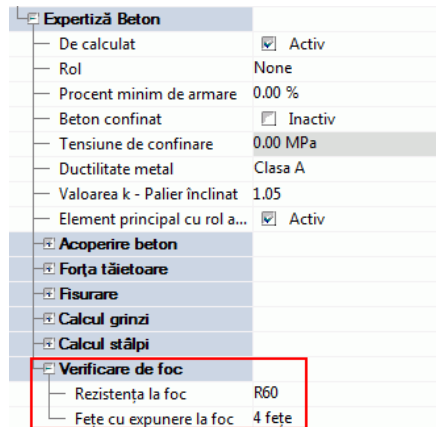 Expertiză Beton
De calculat Activ
Rol None
Procent minim de armare 0.00 %
Beton confinat Inactiv
Tensiune de confinare 0.00 MPa
Ductilitate metal Clasa A
Valoarea k - Palier înclinat 1.05
Element principal cu rol a... Activ
Acoperire beton
Forța tăietoare
Fisurare
Calcul grinzi
Calcul stâlpi
Verificare de foc
Rezistența la foc R60
Fețe cu expunere la foc 4 fețe